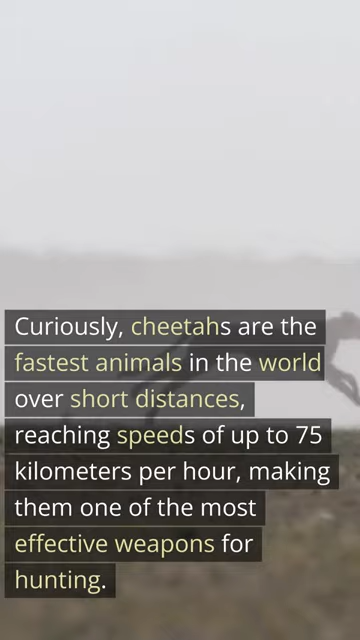 Curiously, cheetahs are the
fastest animals in the world
over short distances,
reaching speeds of up to 75
kilometers per hour, making
them one of the most
effective weapons for
hunting.